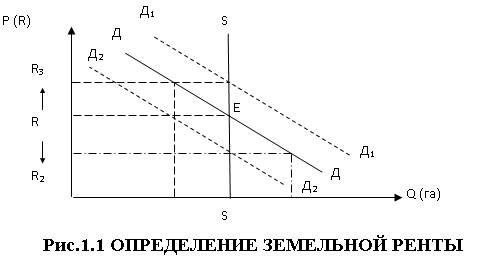 P (R)
Д₁
S
Д
Д₂
R₃
R
E
R₂
Д₁
Д₂
Д
Q (га)
S
Рис.1.1 ОПРЕДЕЛЕНИЕ ЗЕМЕЛЬНОЙ РЕНТЫ